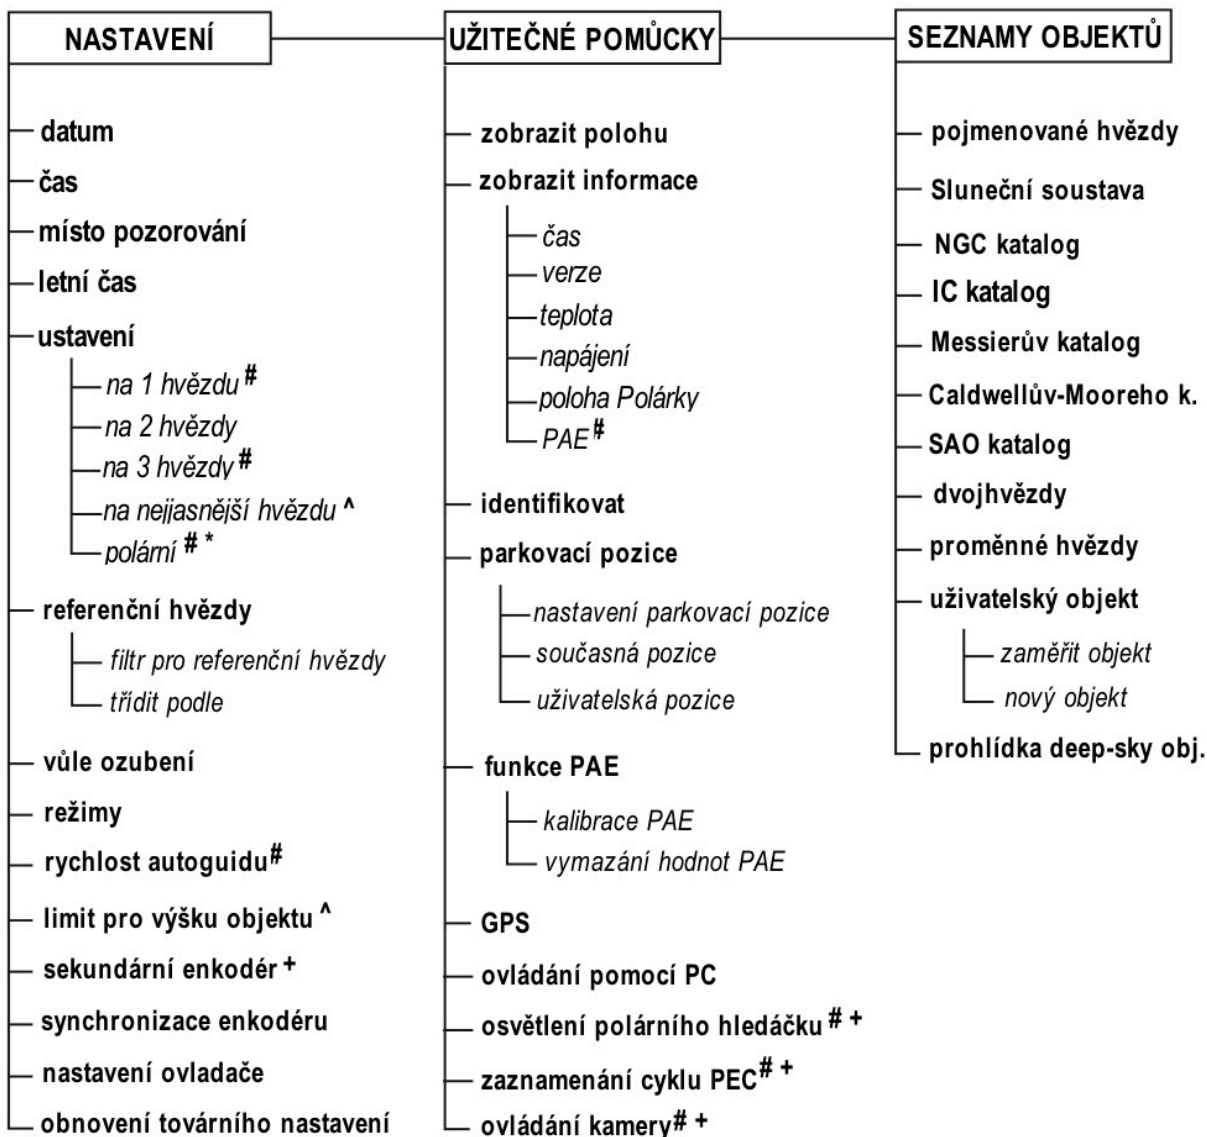 NASTAVENÍ
datum
čas
místo pozorování
letní čas
ustavení
na 1 hvězdu #
na 2 hvězdy
na 3 hvězdy #
na nejjasnější hvězdu ^
polární # *
referenční hvězdy
filtr pro referenční hvězdy
třídit podle
vůle ozubení
režimy
rychlost autoguidu #
limit pro výšku objektu ^
sekundární enkodér +
synchronizace enkodéru
nastavení ovladače
obnovení továrního nastavení
UŽITEČNÉ POMŮCKY
zobrazit polohu
zobrazit informace
čas
verze
teplota
napájení
poloha Polárky
PAE #
identifikovat
parkovací pozice
nastavení parkovací pozice
současná pozice
uživatelská pozice
funkce PAE
kalibrace PAE
vymazání hodnot PAE
GPS
ovládání pomocí PC
osvětlení polárního hledáčku # +
zaznamenání cyklu PEC # +
ovládání kamery # +
SEZNAMY OBJEKTŮ
pojmenované hvězdy
Sluneční soustava
NGC katalog
IC katalog
Messierův katalog
Caldwellův-Mooreho k.
SAO katalog
dvojhvězdy
proměnné hvězdy
uživatelský objekt
zaměřit objekt
nový objekt
prohlídka deep-sky obj.